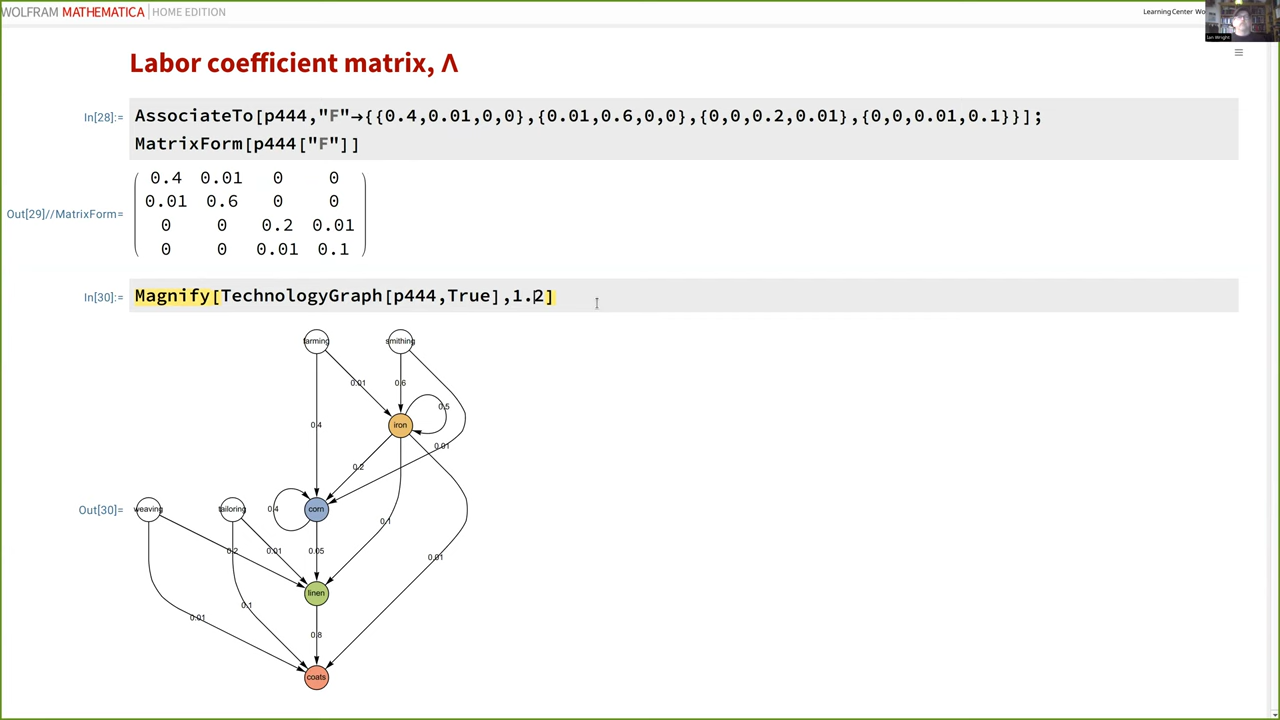 WOLFRAM MATHEMATICA | HOME EDITION
Learning Center Wo
Ian Wright
Labor coefficient matrix, Λ
In[28]:= AssociateTo[p444,"F"→{{0.4,0.01,0,0},{0.01,0.6,0,0},{0,0,0.2,0.01},{0,0,0.01,0.1}}];
MatrixForm[p444["F"]]
Out[29]//MatrixForm=
0.4 0.01 0 0
0.01 0.6 0 0
0 0 0.2 0.01
0 0 0.01 0.1
In[30]:= Magnify[TechnologyGraph[p444,True],1.2]
Out[30]=
farming smithing
0.01 0.6
0.5
iron
0.4
0.01
0.2
weaving tailoring 0.4 corn
0.1
0.2 0.01 0.05
0.01
linen
0.1
0.01
0.8
coats